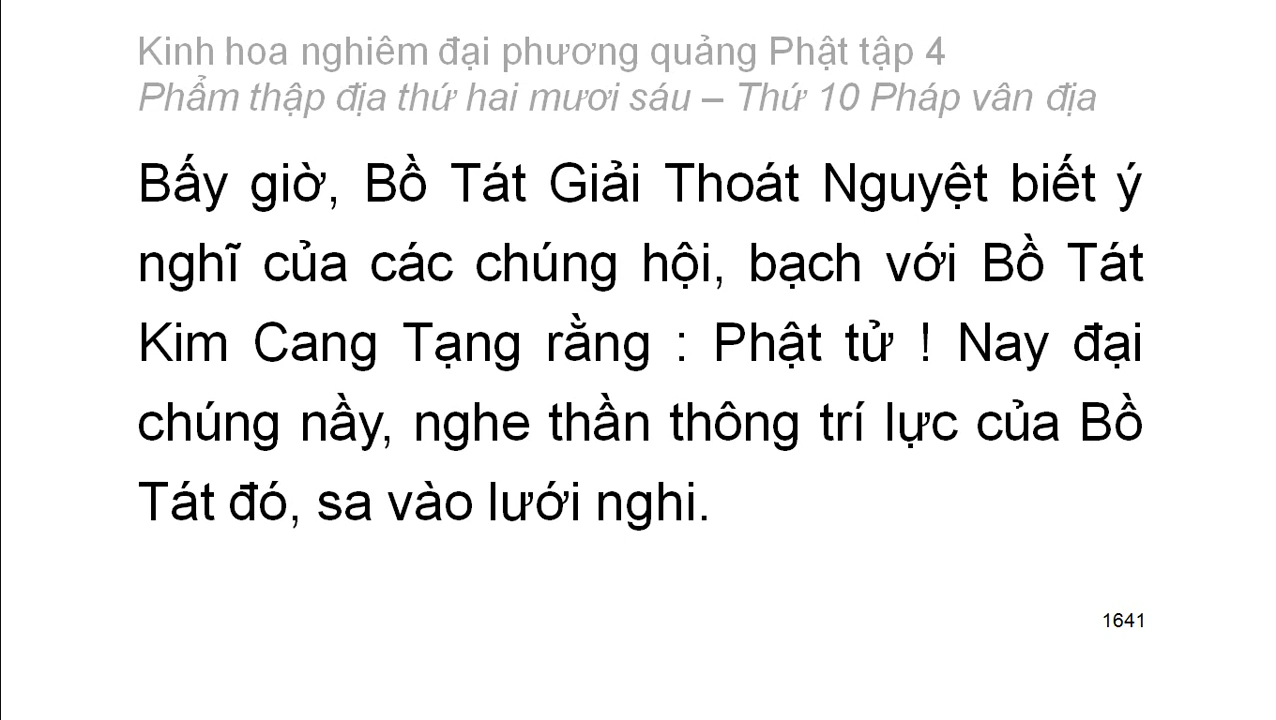 Kinh hoa nghiêm đại phương quảng Phật tập 4
Phẩm thập địa thứ hai mươi sáu – Thứ 10 Pháp vân địa
Bấy giờ, Bồ Tát Giải Thoát Nguyệt biết ý
nghĩ của các chúng hội, bạch với Bồ Tát
Kim Cang Tạng rằng : Phật tử ! Nay đại
chúng nầy, nghe thần thông trí lực của Bồ
Tát đó, sa vào lưới nghi.
1641